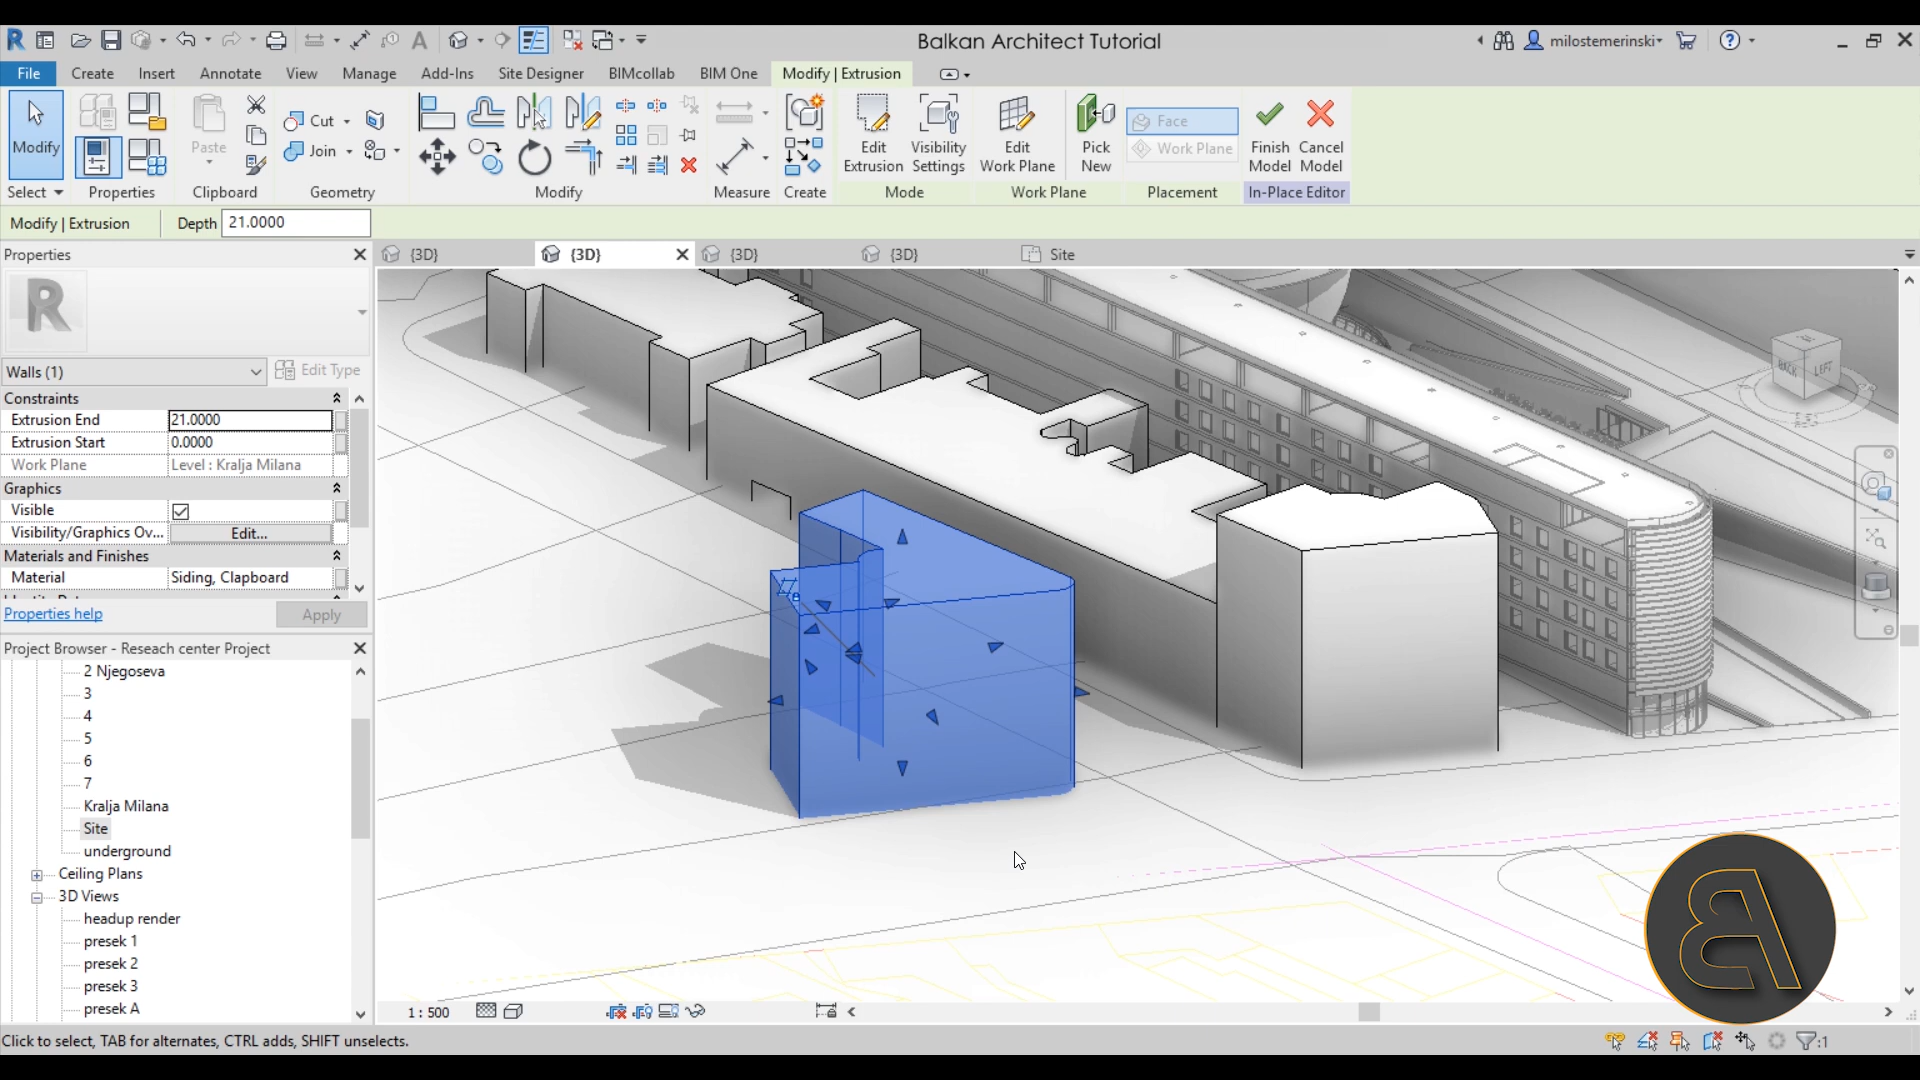 Balkan Architect Tutorial
milostemerinski
File Create Insert Annotate View Manage Add-Ins Site Designer BIMcollab BIM One Modify | Extrusion
Modify
Paste
Cut
Join
Edit Extrusion
Visibility Settings
Edit Work Plane
Pick New
Face
Work Plane
Finish Model
Cancel Model
Select Properties Clipboard Geometry Modify Measure Create Mode Work Plane Placement In-Place Editor
Modify | Extrusion Depth 21.0000
Properties
{3D} {3D} {3D} {3D} Site
R
Walls (1) Edit Type
Constraints
Extrusion End 21.0000
Extrusion Start 0.0000
Work Plane Level : Kralja Milana
Graphics
Visible
Visibility/Graphics Ov... Edit...
Materials and Finishes
Material Siding, Clapboard
Properties help Apply
BACK LEFT
Project Browser - Reseach center Project
2 Njegoseva
3
4
5
6
7
Kralja Milana
Site
underground
Ceiling Plans
3D Views
headup render
presek 1
presek 2
presek 3
presek A
1 : 500
Click to select, TAB for alternates, CTRL adds, SHIFT unselects.
:1